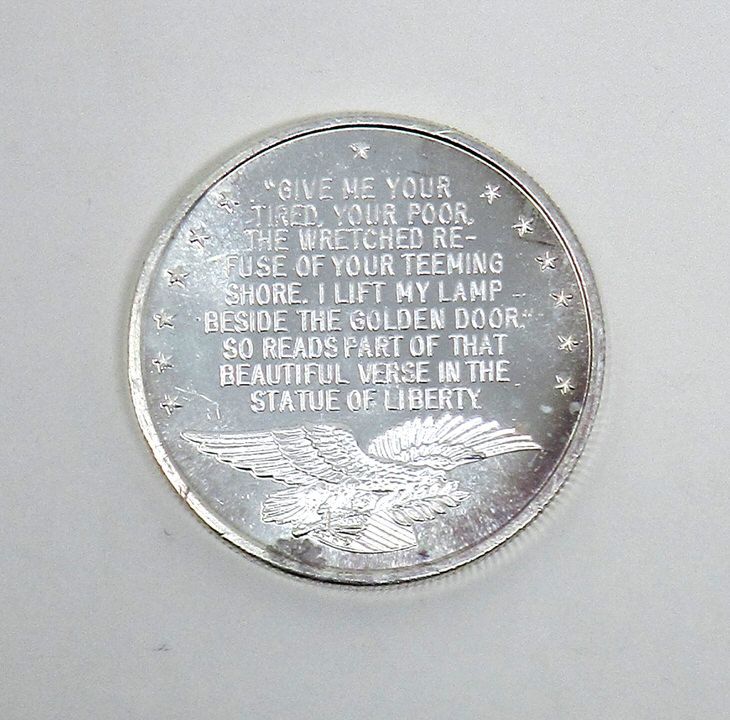 "GIVE ME YOUR
TIRED, YOUR POOR,
THE WRETCHED RE-
FUSE OF YOUR TEEMING
SHORE. I LIFT MY LAMP
BESIDE THE GOLDEN DOOR."
SO READS PART OF THAT
BEAUTIFUL VERSE IN THE
STATUE OF LIBERTY